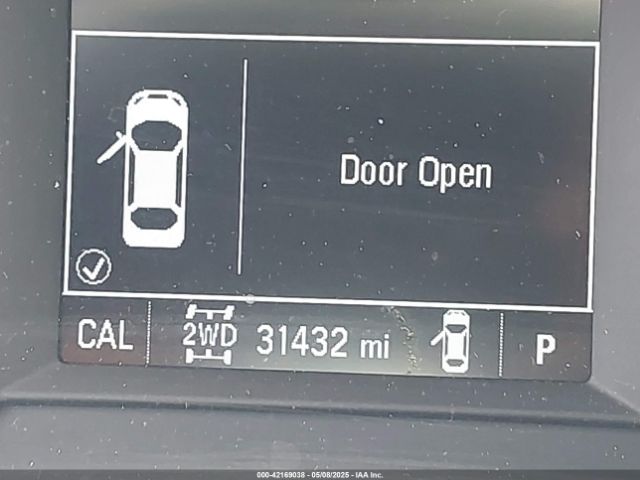 Door Open
CAL 2WD 31432 mi P
000-42169038 - 05/08/2025 - IAA Inc.